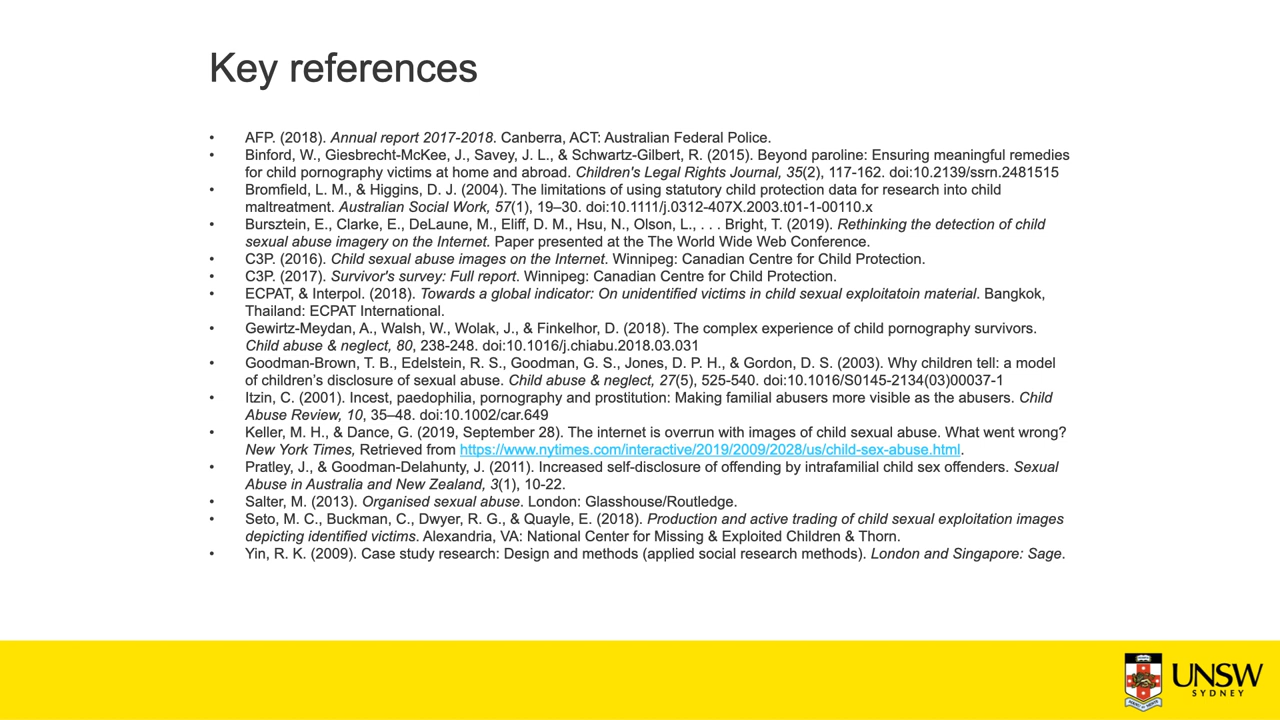 Key references
• AFP. (2018). Annual report 2017-2018. Canberra, ACT: Australian Federal Police.
• Binford, W., Giesbrecht-McKee, J., Savey, J. L., & Schwartz-Gilbert, R. (2015). Beyond paroline: Ensuring meaningful remedies
for child pornography victims at home and abroad. Children's Legal Rights Journal, 35(2), 117-162. doi:10.2139/ssrn.2481515
• Bromfield, L. M., & Higgins, D. J. (2004). The limitations of using statutory child protection data for research into child
maltreatment. Australian Social Work, 57(1), 19–30. doi:10.1111/j.0312-407X.2003.t01-1-00110.x
• Bursztein, E., Clarke, E., DeLaune, M., Eliff, D. M., Hsu, N., Olson, L., . . . Bright, T. (2019). Rethinking the detection of child
sexual abuse imagery on the Internet. Paper presented at the The World Wide Web Conference.
• C3P. (2016). Child sexual abuse images on the Internet. Winnipeg: Canadian Centre for Child Protection.
• C3P. (2017). Survivor's survey: Full report. Winnipeg: Canadian Centre for Child Protection.
• ECPAT, & Interpol. (2018). Towards a global indicator: On unidentified victims in child sexual exploitatoin material. Bangkok,
Thailand: ECPAT International.
• Gewirtz-Meydan, A., Walsh, W., Wolak, J., & Finkelhor, D. (2018). The complex experience of child pornography survivors.
Child abuse & neglect, 80, 238-248. doi:10.1016/j.chiabu.2018.03.031
• Goodman-Brown, T. B., Edelstein, R. S., Goodman, G. S., Jones, D. P. H., & Gordon, D. S. (2003). Why children tell: a model
of children’s disclosure of sexual abuse. Child abuse & neglect, 27(5), 525-540. doi:10.1016/S0145-2134(03)00037-1
• Itzin, C. (2001). Incest, paedophilia, pornography and prostitution: Making familial abusers more visible as the abusers. Child
Abuse Review, 10, 35–48. doi:10.1002/car.649
• Keller, M. H., & Dance, G. (2019, September 28). The internet is overrun with images of child sexual abuse. What went wrong?
New York Times, Retrieved from https://www.nytimes.com/interactive/2019/2009/2028/us/child-sex-abuse.html.
• Pratley, J., & Goodman-Delahunty, J. (2011). Increased self-disclosure of offending by intrafamilial child sex offenders. Sexual
Abuse in Australia and New Zealand, 3(1), 10-22.
• Salter, M. (2013). Organised sexual abuse. London: Glasshouse/Routledge.
• Seto, M. C., Buckman, C., Dwyer, R. G., & Quayle, E. (2018). Production and active trading of child sexual exploitation images
depicting identified victims. Alexandria, VA: National Center for Missing & Exploited Children & Thorn.
• Yin, R. K. (2009). Case study research: Design and methods (applied social research methods). London and Singapore: Sage.
UNSW
SYDNEY